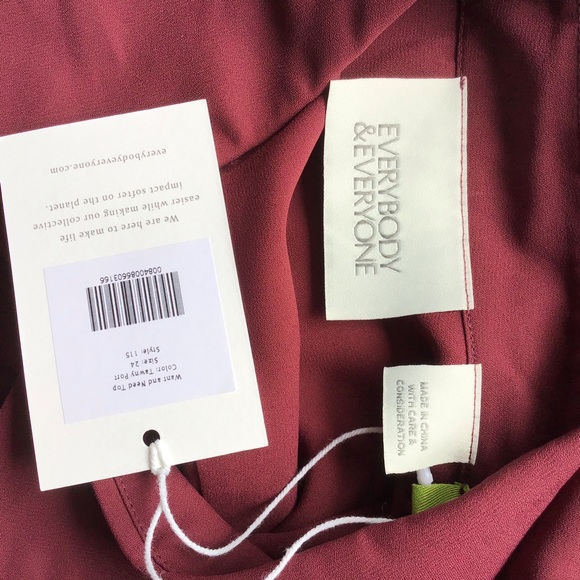 EVERYBODY
&EVERYONE
MADE IN CHINA
WITH CARE &
CONSIDERATION
Want and Need Top
Color: Tawny Port
Size: 24
Style: 115
00840086603166
We are here to make life
easier while making our collective
impact softer on the planet.
everybodyeveryone.com